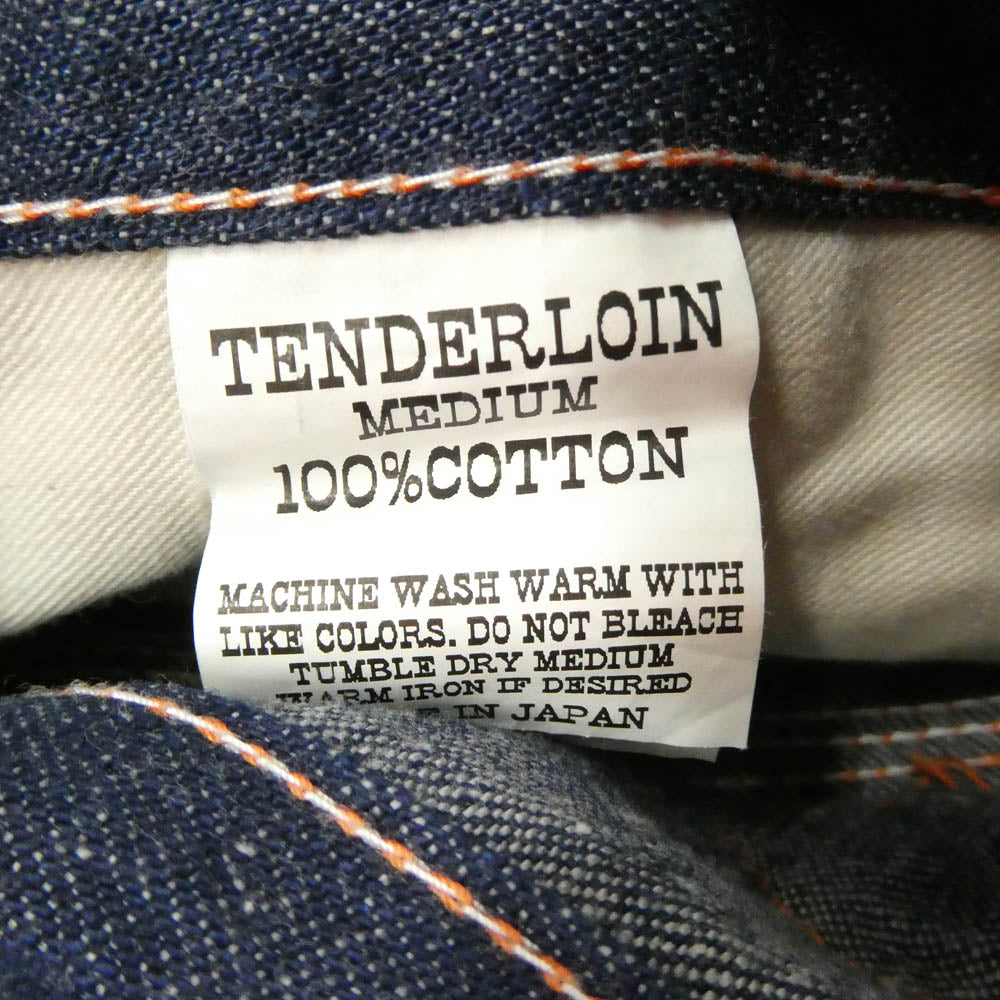 TENDERLOIN
MEDIUM
100%COTTON
MACHINE WASH WARM WITH
LIKE COLORS. DO NOT BLEACH
TUMBLE DRY MEDIUM
WARM IRON IF DESIRED
IN JAPAN